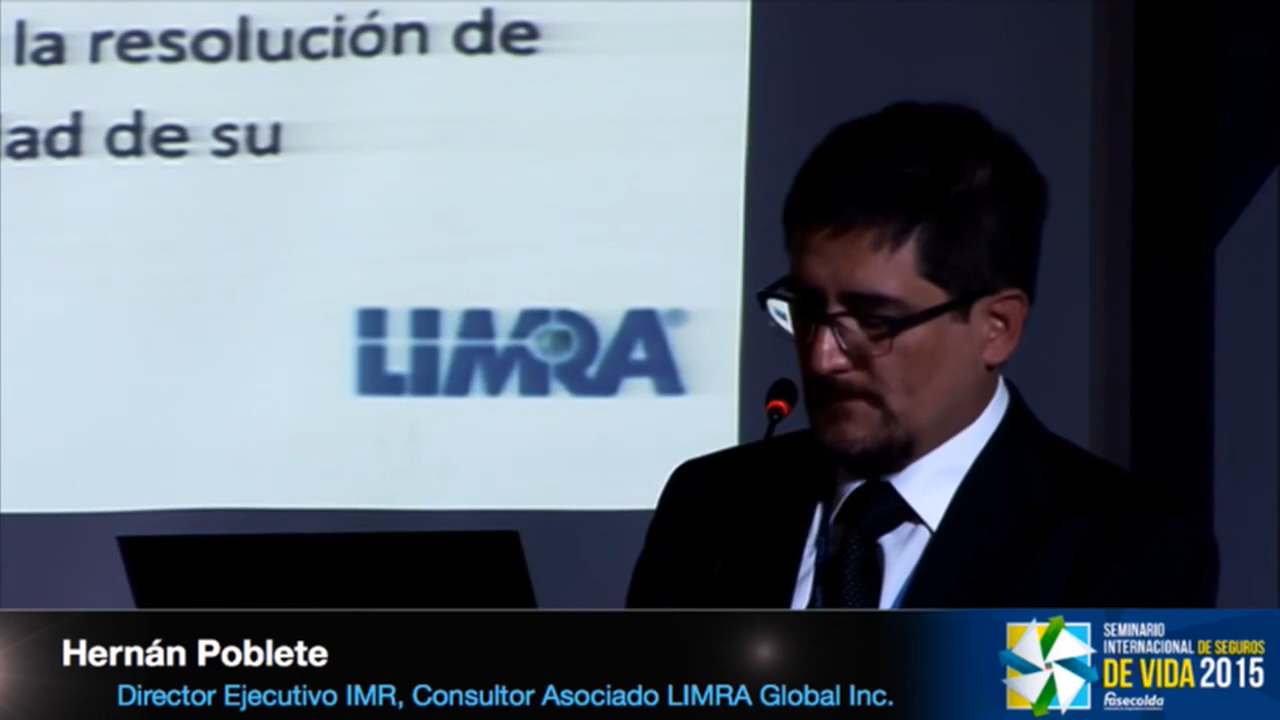 la resolución de
dad de su
LIMRA®
Hernán Poblete
Director Ejecutivo IMR, Consultor Asociado LIMRA Global Inc.
SEMINARIO
INTERNACIONAL DE SEGUROS
DE VIDA 2015
fasecolda